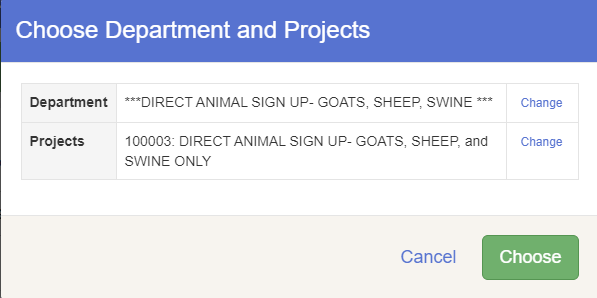 Choose Department and Projects
Department ***DIRECT ANIMAL SIGN UP- GOATS, SHEEP, SWINE *** Change
Projects 100003: DIRECT ANIMAL SIGN UP- GOATS, SHEEP, and Change
SWINE ONLY
Cancel Choose